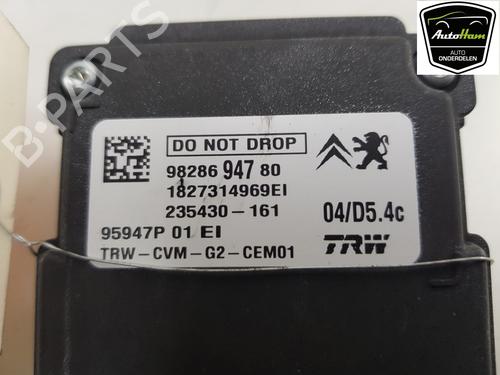 AutoHam
AUTO
ONDERDELEN
B-PARTS
DO NOT DROP
98286 947 80
1827314969EI
235430-161
04/D5.4c
95947P 01 EI
TRW
TRW-CVM-G2-CEM01